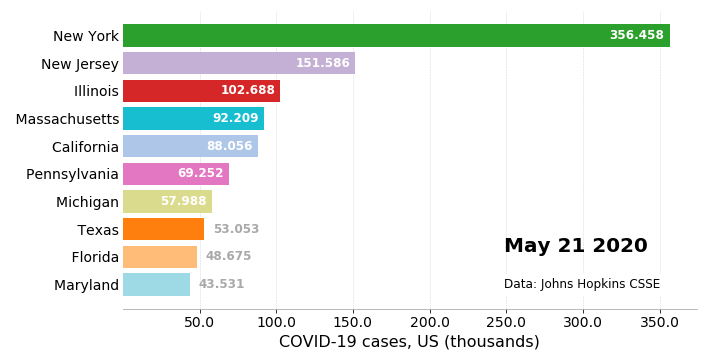 New York 356.458
New Jersey 151.586
Illinois 102.688
Massachusetts 92.209
California 88.056
Pennsylvania 69.252
Michigan 57.988
Texas 53.053
Florida 48.675
Maryland 43.531
May 21 2020
Data: Johns Hopkins CSSE
50.0 100.0 150.0 200.0 250.0 300.0 350.0
COVID-19 cases, US (thousands)